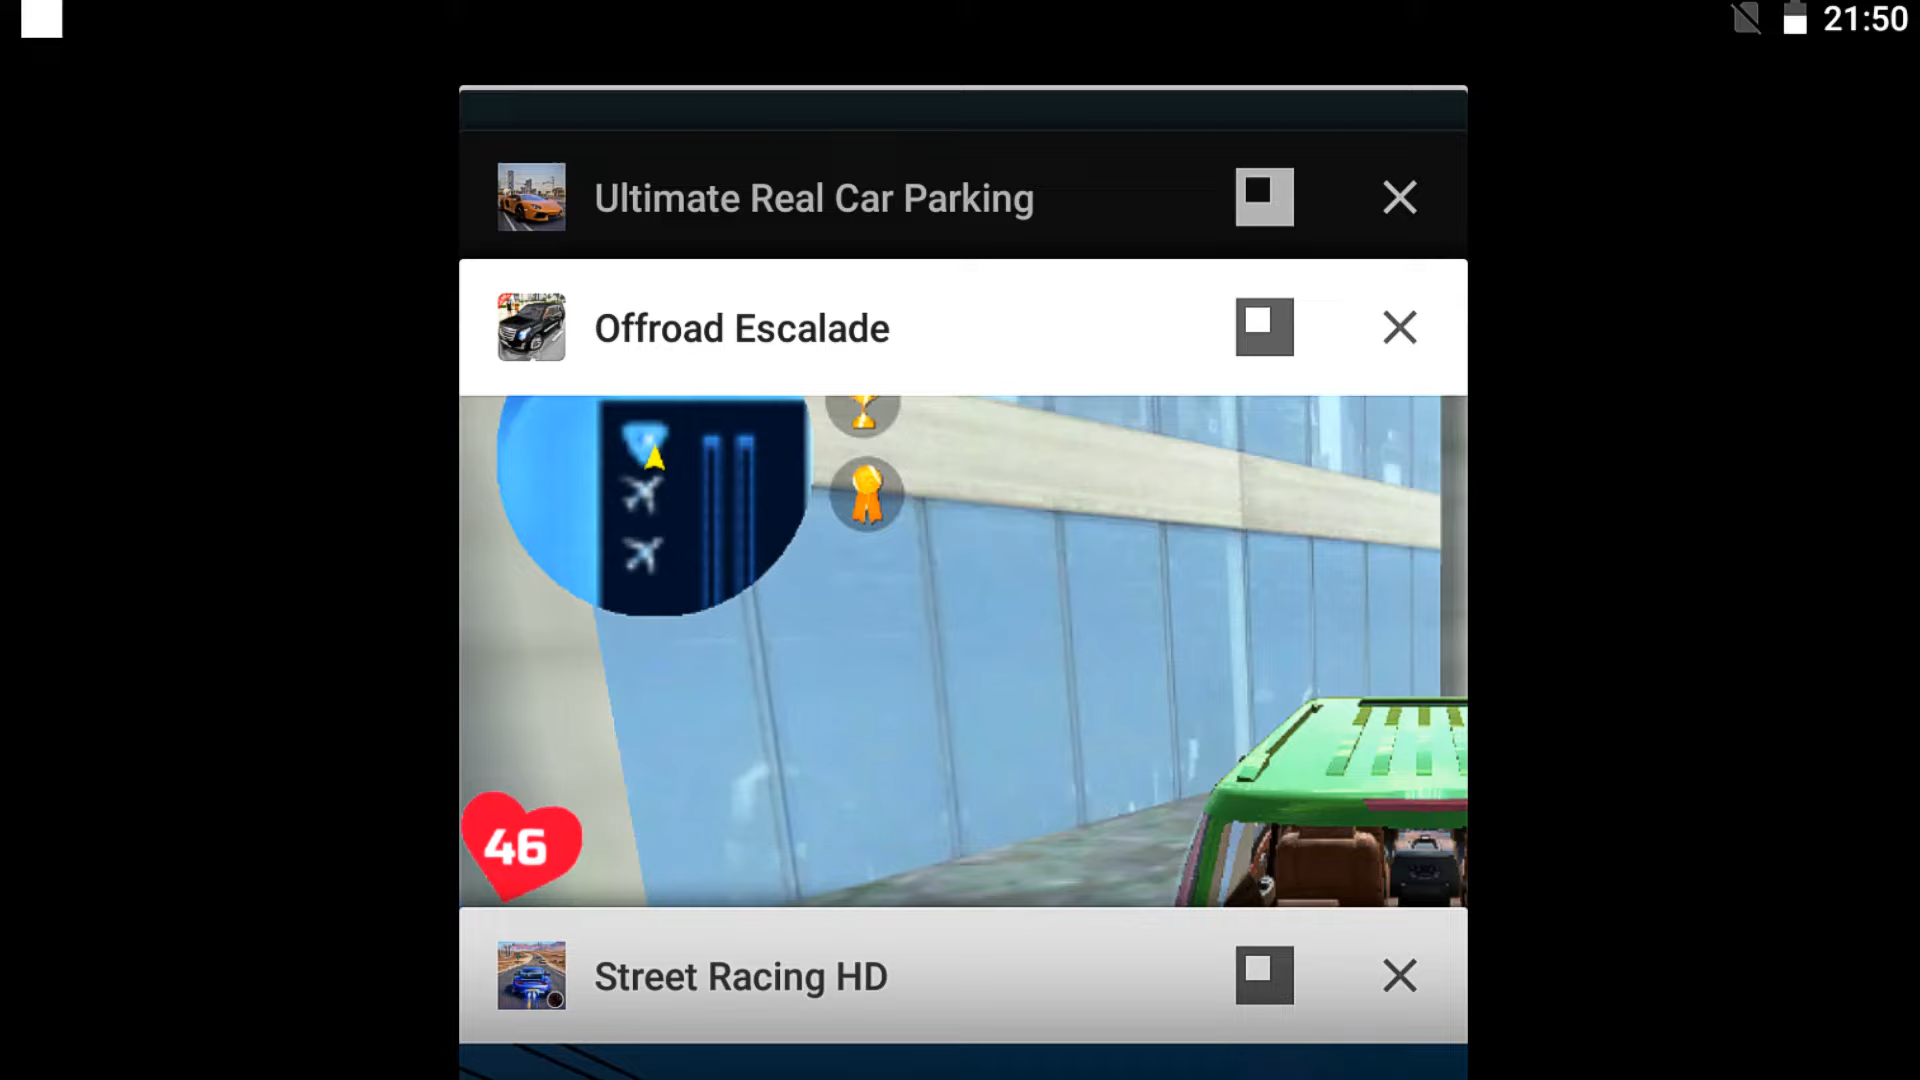 21:50
Ultimate Real Car Parking
Offroad Escalade
46
Street Racing HD